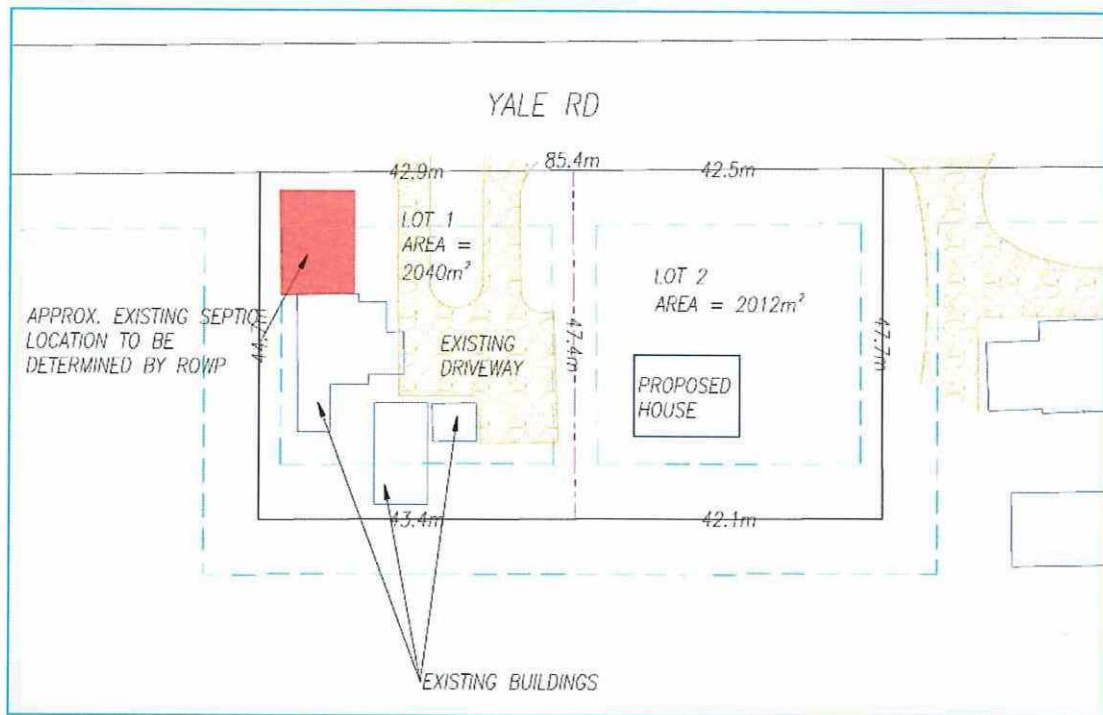 YALE RD
42.9m
85.4m
42.5m
LOT 1
AREA =
2040m²
LOT 2
AREA = 2012m²
APPROX. EXISTING SEPTIC
LOCATION TO BE
DETERMINED BY ROWP
EXISTING
DRIVEWAY
47.4m
47.7m
PROPOSED
HOUSE
43.4m
42.1m
EXISTING BUILDINGS